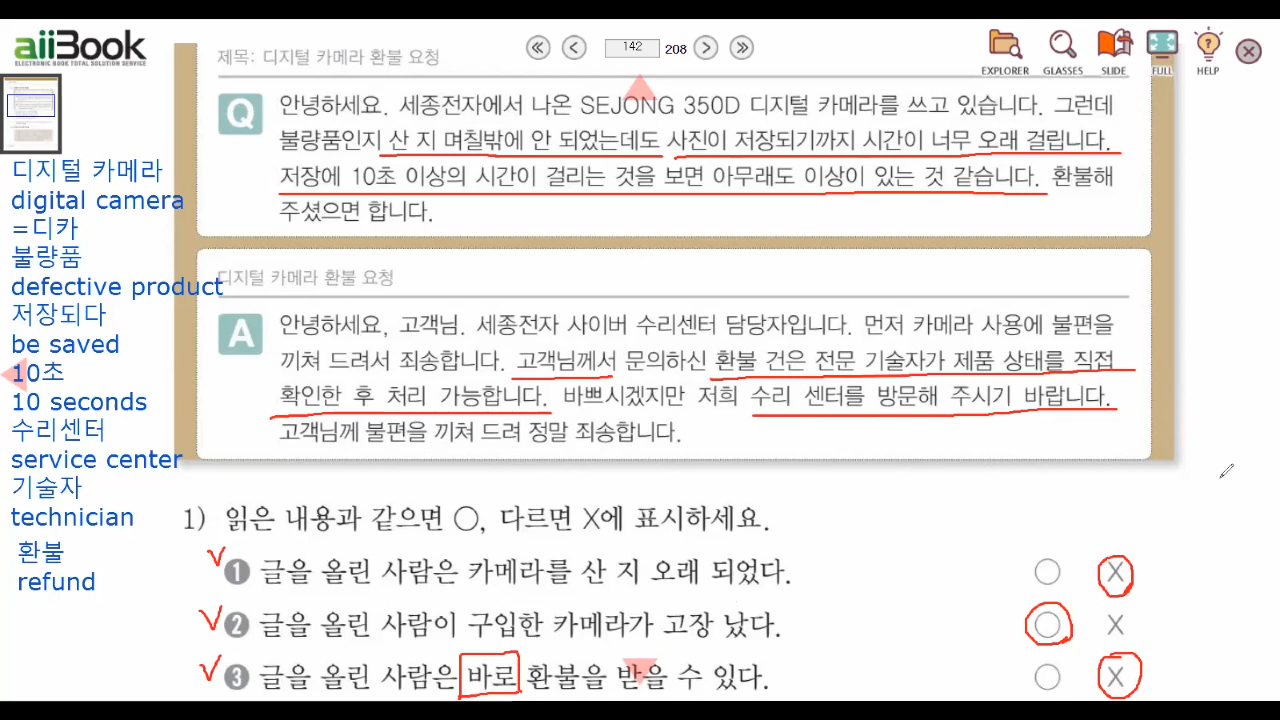 aiiBook
ELECTRONIC BOOK TOTAL SOLUTION SERVICE
142
208
EXPLORER
GLASSES
SLIDE
FULL
HELP
제목: 디지털 카메라 환불 요청
Q
안녕하세요. 세종전자에서 나온 SEJONG 350D 디지털 카메라를 쓰고 있습니다. 그런데
불량품인지 산 지 며칠밖에 안 되었는데도 사진이 저장되기까지 시간이 너무 오래 걸립니다.
저장에 10초 이상의 시간이 걸리는 것을 보면 아무래도 이상이 있는 것 같습니다. 환불해
주셨으면 합니다.
디지털 카메라 환불 요청
A
안녕하세요, 고객님. 세종전자 사이버 수리센터 담당자입니다. 먼저 카메라 사용에 불편을
끼쳐 드려서 죄송합니다. 고객님께서 문의하신 환불 건은 전문 기술자가 제품 상태를 직접
확인한 후 처리 가능합니다. 바쁘시겠지만 저희 수리 센터를 방문해 주시기 바랍니다.
고객님께 불편을 끼쳐 드려 정말 죄송합니다.
디지털 카메라
digital camera
=디카
불량품
defective product
저장되다
be saved
10초
10 seconds
수리센터
service center
기술자
technician
환불
refund
1) 읽은 내용과 같으면 ○, 다르면 X에 표시하세요.
❶ 글을 올린 사람은 카메라를 산 지 오래 되었다. ○ X
❷ 글을 올린 사람이 구입한 카메라가 고장 났다. ○ X
❸ 글을 올린 사람은 바로 환불을 받을 수 있다. ○ X